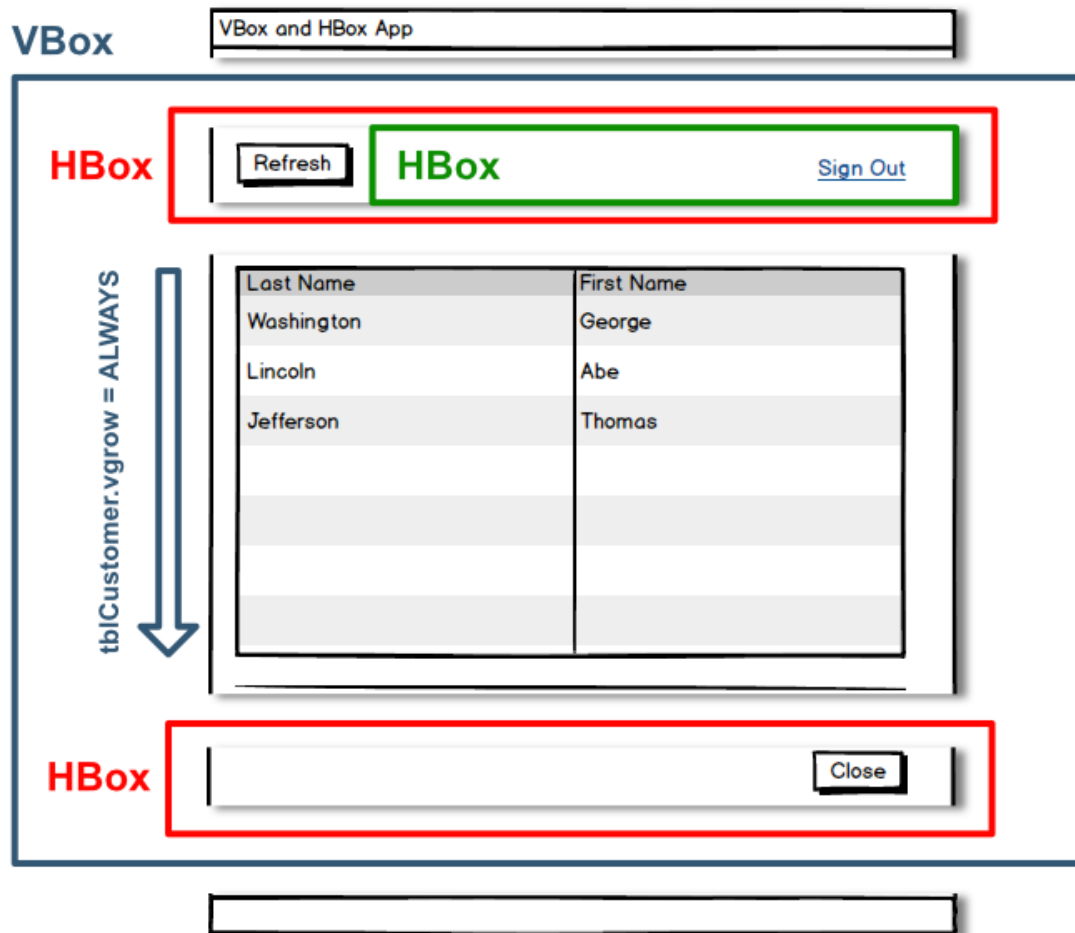 VBox
VBox and HBox App
HBox
Refresh
HBox
Sign Out
tblCustomer.vgrow = ALWAYS
Last Name First Name
Washington George
Lincoln Abe
Jefferson Thomas
HBox
Close